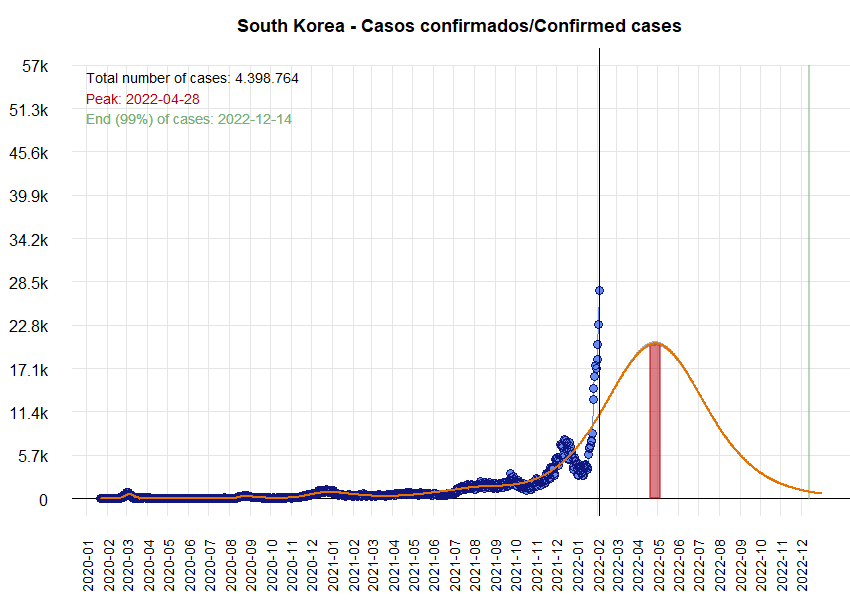 South Korea - Casos confirmados/Confirmed cases
57k
Total number of cases: 4.398.764
Peak: 2022-04-28
End (99%) of cases: 2022-12-14
51.3k
45.6k
39.9k
34.2k
28.5k
22.8k
17.1k
11.4k
5.7k
0
2020-01
2020-02
2020-03
2020-04
2020-05
2020-06
2020-07
2020-08
2020-09
2020-10
2020-11
2020-12
2021-01
2021-02
2021-03
2021-04
2021-05
2021-06
2021-07
2021-08
2021-09
2021-10
2021-11
2021-12
2022-01
2022-02
2022-03
2022-04
2022-05
2022-06
2022-07
2022-08
2022-09
2022-10
2022-11
2022-12